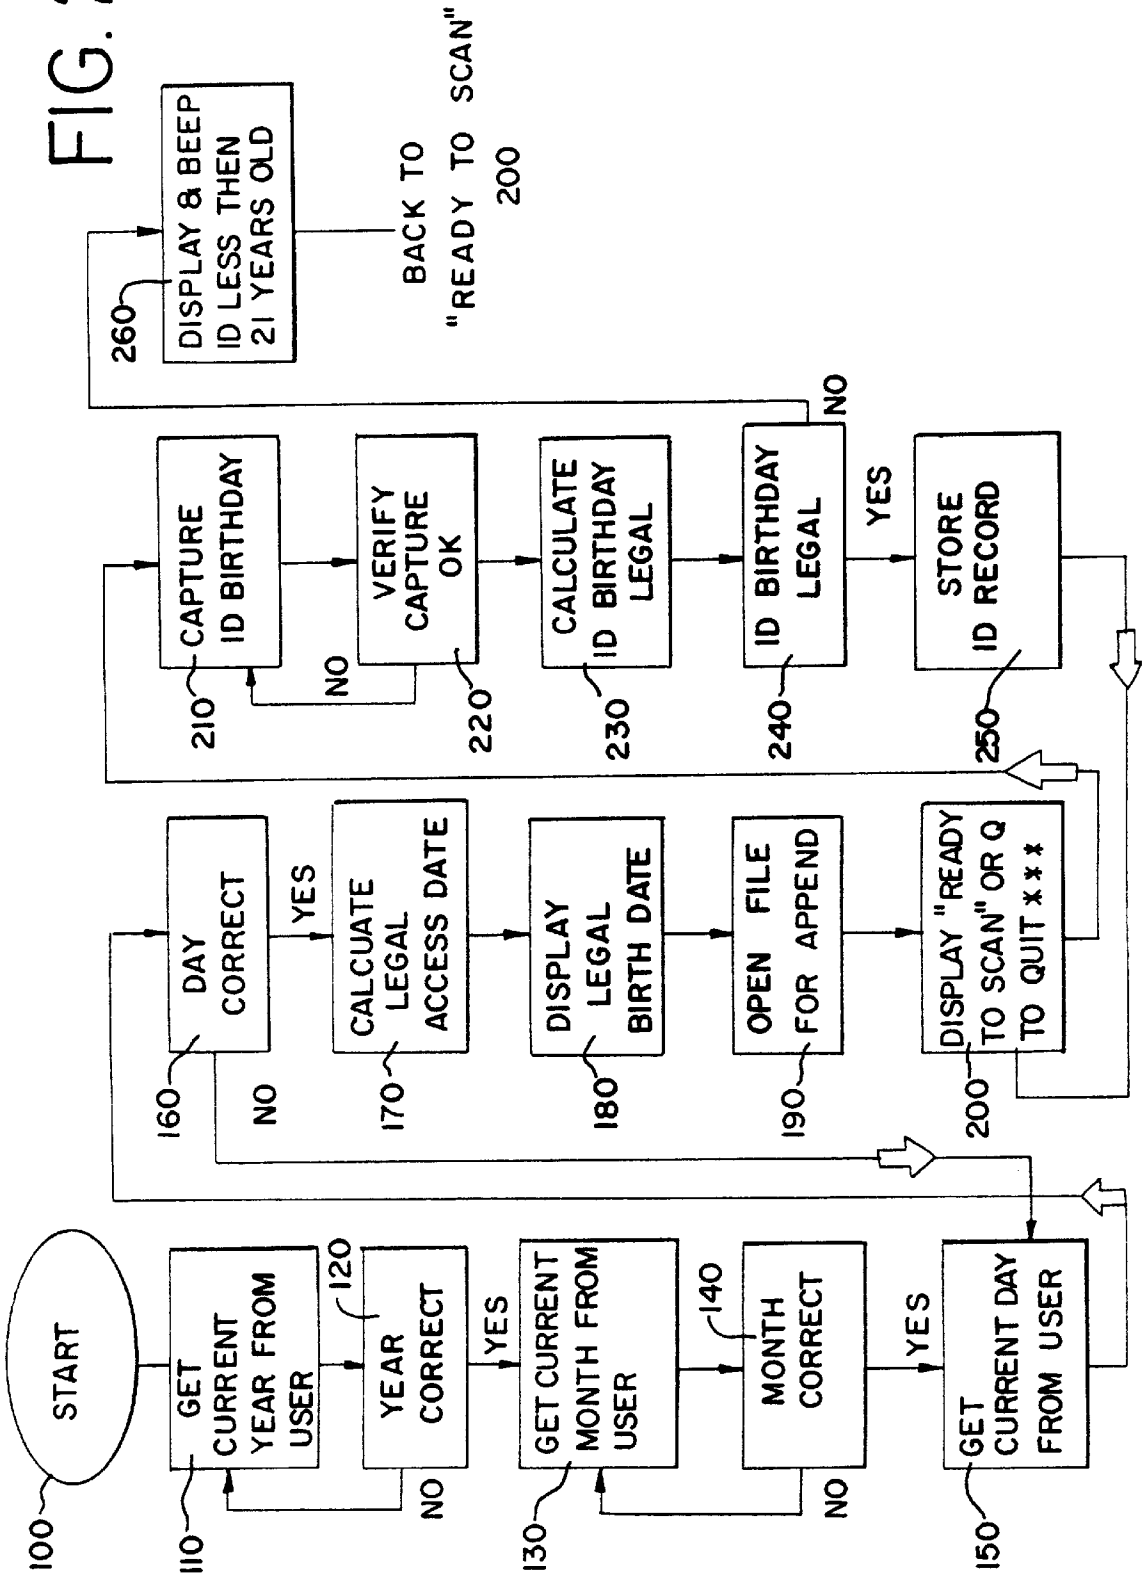 FIG.
100
START
110
GET
CURRENT
YEAR FROM
USER
120
YEAR
CORRECT
NO
YES
130
GET CURRENT
MONTH FROM
USER
140
MONTH
CORRECT
NO
YES
150
GET
CURRENT DAY
FROM USER
160
DAY
CORRECT
NO
YES
170
CALCUATE
LEGAL
ACCESS DATE
180
DISPLAY
LEGAL
BIRTH DATE
190
OPEN FILE
FOR APPEND
200
DISPLAY "READY
TO SCAN" OR Q
TO QUIT ***
210
CAPTURE
ID BIRTHDAY
NO
220
VERIFY
CAPTURE
OK
230
CALCULATE
ID BIRTHDAY
LEGAL
240
ID BIRTHDAY
LEGAL
NO
YES
250
STORE
ID RECORD
260
DISPLAY & BEEP
ID LESS THEN
21 YEARS OLD
BACK TO
"READY TO SCAN"
200